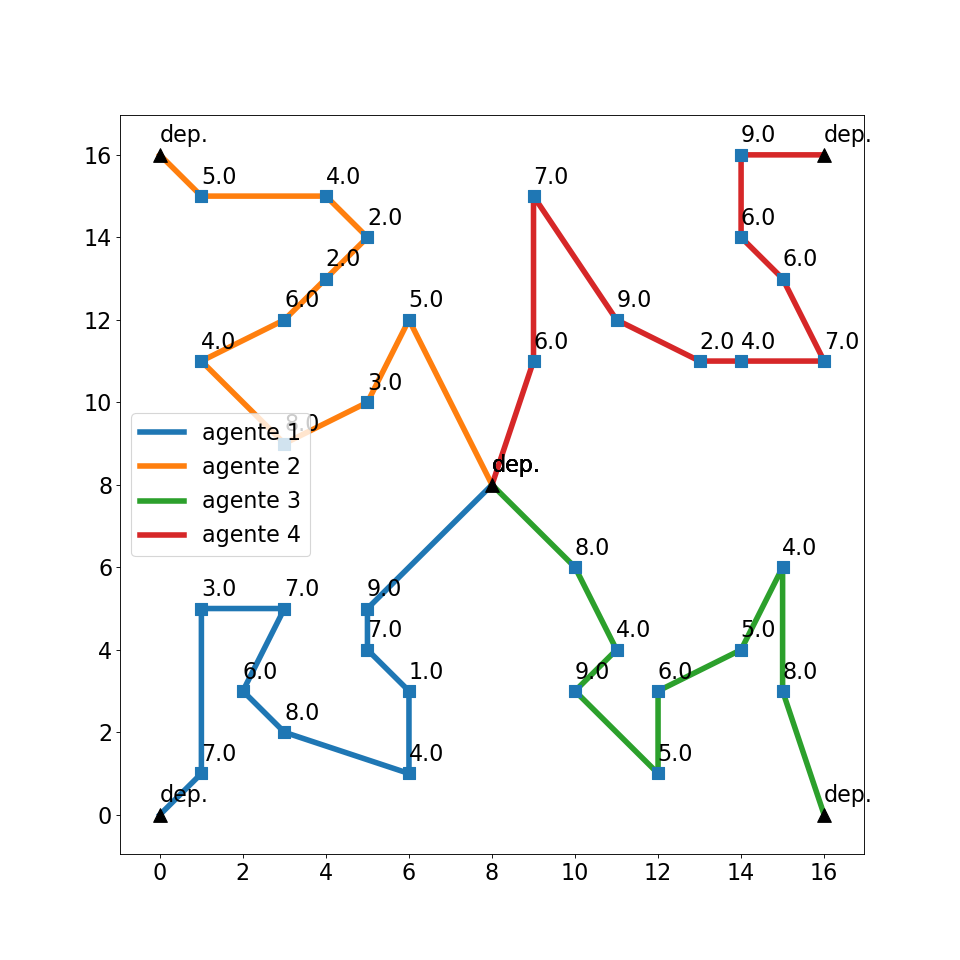 9.0 dep.
dep.
16
5.0 4.0 7.0
2.0 6.0
14
2.0 6.0
6.0 5.0 9.0
12
4.0 6.0 2.0 4.0 7.0
3.0
10
8.0
agente 1
agente 2
agente 3
agente 4
dep.
8
8.0 4.0
6
3.0 7.0 9.0
7.0 4.0 5.0
4
6.0 1.0 9.0 6.0 8.0
8.0
2
7.0 4.0 5.0
dep. dep.
0
0 2 4 6 8 10 12 14 16